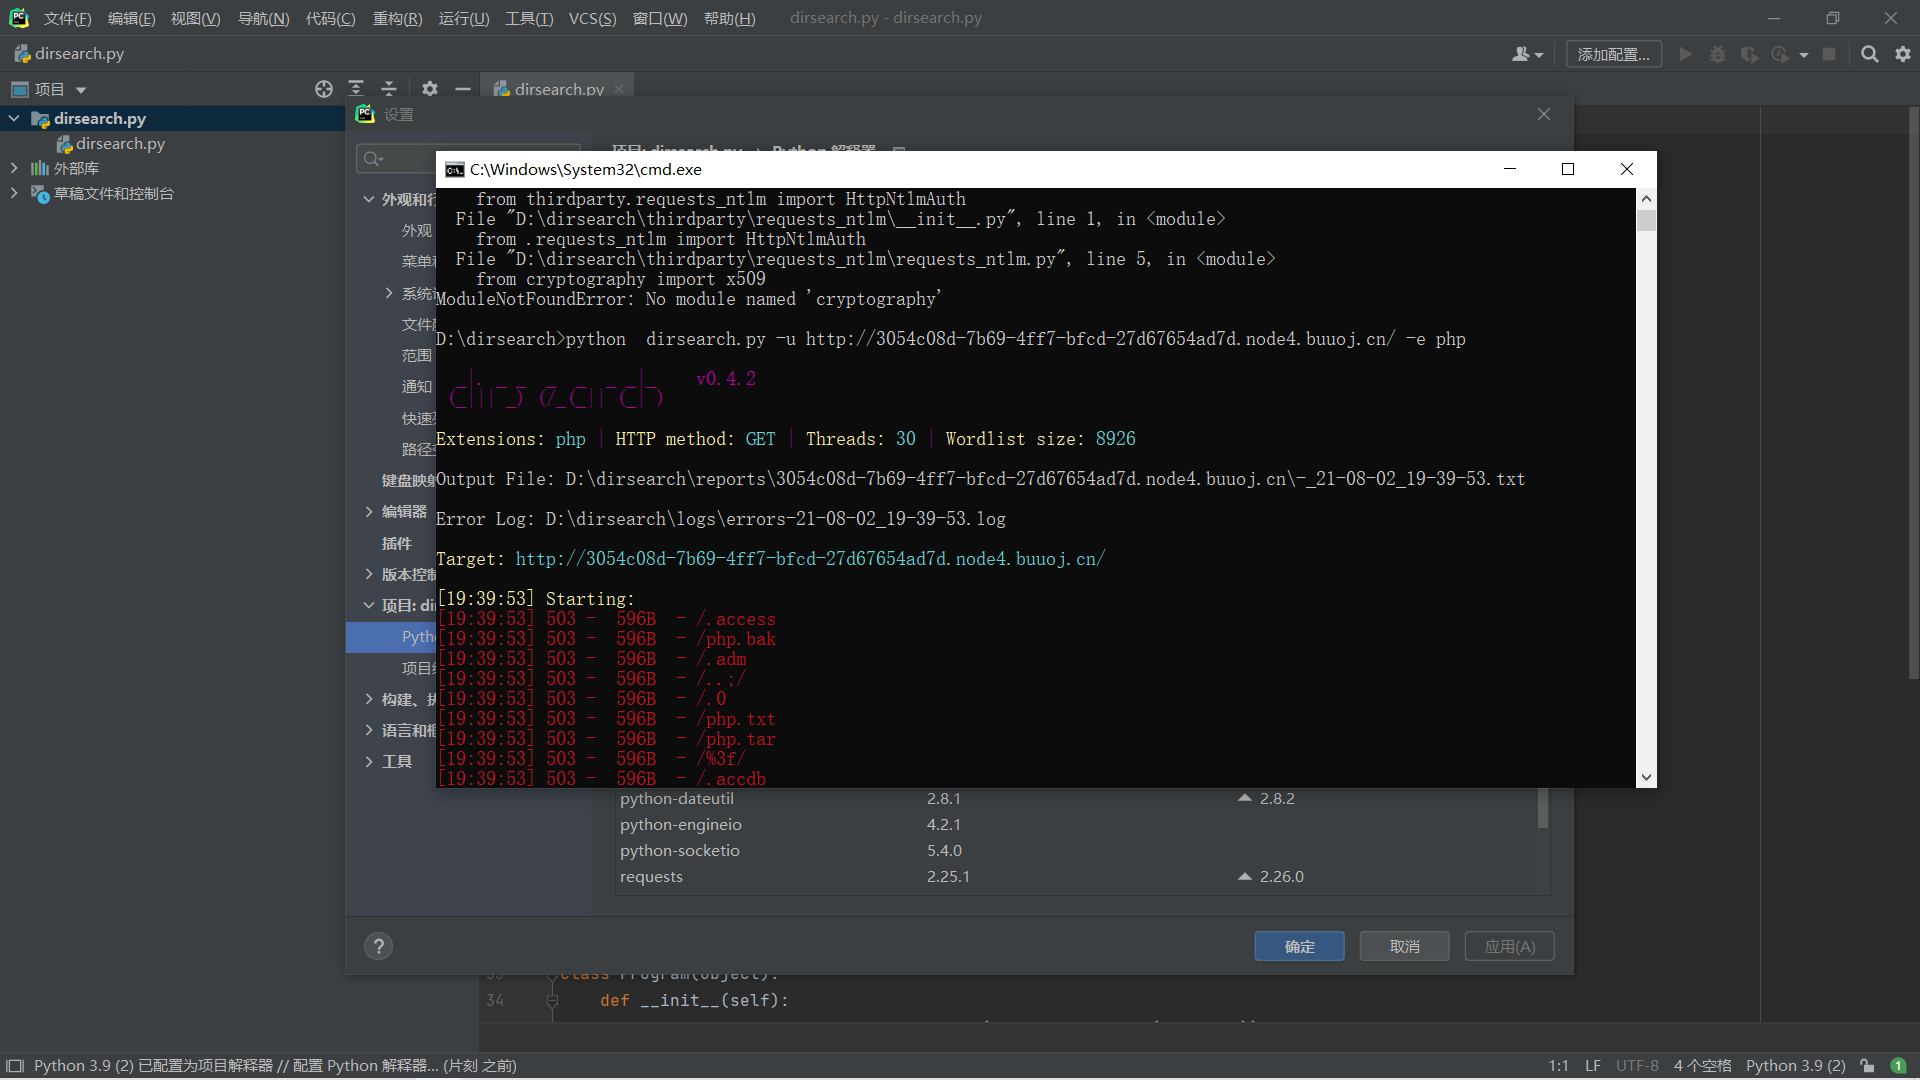 文件(F) 编辑(E) 视图(V) 导航(N) 代码(C) 重构(R) 运行(U) 工具(T) VCS(S) 窗口(W) 帮助(H) dirsearch.py - dirsearch.py
dirsearch.py
添加配置...
项目
dirsearch.py
dirsearch.py
dirsearch.py
外部库
草稿文件和控制台
设置
项目: dirsearch.py › Python 解释器
外观和行
外观
菜单和
文件颜
范围
通知
快速列
键盘映射
编辑器
插件
版本控制
项目: di
Pyth
构建、执
语言和框
工具
C:\Windows\System32\cmd.exe
from thirdparty.requests_ntlm import HttpNtlmAuth
File "D:\dirsearch\thirdparty\requests_ntlm\__init__.py", line 1, in <module>
from .requests_ntlm import HttpNtlmAuth
File "D:\dirsearch\thirdparty\requests_ntlm\requests_ntlm.py", line 5, in <module>
from cryptography import x509
ModuleNotFoundError: No module named 'cryptography'
D:\dirsearch>python  dirsearch.py -u http://3054c08d-7b69-4ff7-bfcd-27d67654ad7d.node4.buuoj.cn/ -e php
v0.4.2
Extensions: php | HTTP method: GET | Threads: 30 | Wordlist size: 8926
Output File: D:\dirsearch\reports\3054c08d-7b69-4ff7-bfcd-27d67654ad7d.node4.buuoj.cn\-_21-08-02_19-39-53.txt
Error Log: D:\dirsearch\logs\errors-21-08-02_19-39-53.log
Target: http://3054c08d-7b69-4ff7-bfcd-27d67654ad7d.node4.buuoj.cn/
[19:39:53] Starting:
[19:39:53] 503 -  596B  - /.access
[19:39:53] 503 -  596B  - /php.bak
[19:39:53] 503 -  596B  - /.adm
[19:39:53] 503 -  596B  - /..;/
[19:39:53] 503 -  596B  - /.0
[19:39:53] 503 -  596B  - /php.txt
[19:39:53] 503 -  596B  - /php.tar
[19:39:53] 503 -  596B  - /%3f/
[19:39:53] 503 -  596B  - /.accdb
python-dateutil 2.8.1 2.8.2
python-engineio 4.2.1
python-socketio 5.4.0
requests 2.25.1 2.26.0
? 确定 取消 应用(A)
33 class Program(object):
34 def __init__(self):
Python 3.9 (2) 已配置为项目解释器 // 配置 Python 解释器... (片刻 之前) 1:1 LF UTF-8 4 个空格 Python 3.9 (2) 1